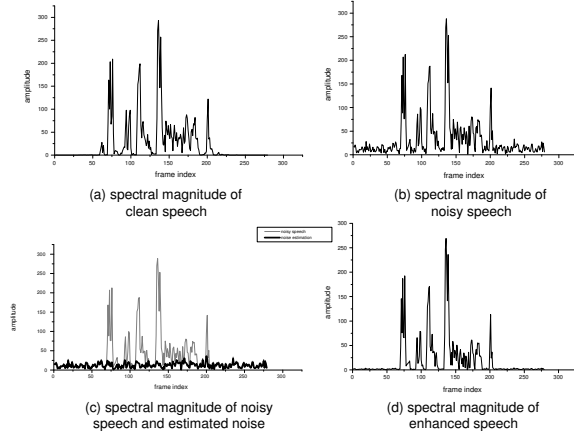 300
250
200
150
100
50
0
amplitude
0 50 100 150 200 250 300
frame index
(a) spectral magnitude of
clean speech
300
250
200
150
100
50
0
amplitude
0 50 100 150 200 250 300
frame index
(b) spectral magnitude of
noisy speech
noisy speech
noise estimation
300
250
200
150
100
50
0
amplitude
0 50 100 150 200 250 300
frame index
(c) spectral magnitude of noisy
speech and estimated noise
300
250
200
150
100
50
0
amplitude
0 50 100 150 200 250 300
frame index
(d) spectral magnitude of
enhanced speech